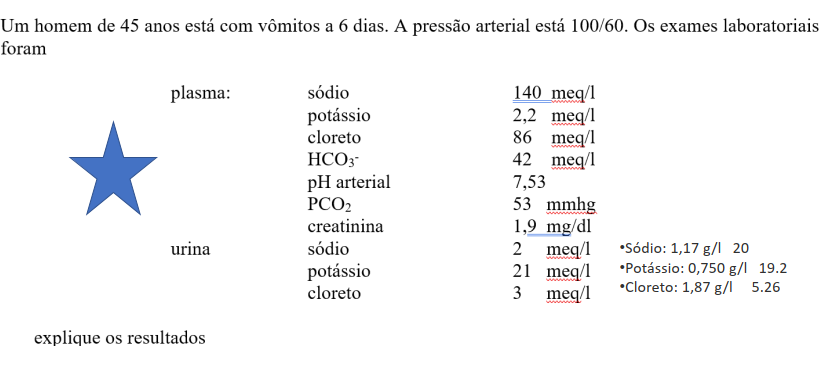 Um homem de 45 anos está com vômitos a 6 dias. A pressão arterial está 100/60. Os exames laboratoriais
foram
plasma: sódio 140 meq/l
potássio 2,2 meq/l
cloreto 86 meq/l
HCO3- 42 meq/l
pH arterial 7,53
PCO2 53 mmhg
creatinina 1,9 mg/dl
urina sódio 2 meq/l •Sódio: 1,17 g/l 20
potássio 21 meq/l •Potássio: 0,750 g/l 19.2
cloreto 3 meq/l •Cloreto: 1,87 g/l 5.26
explique os resultados